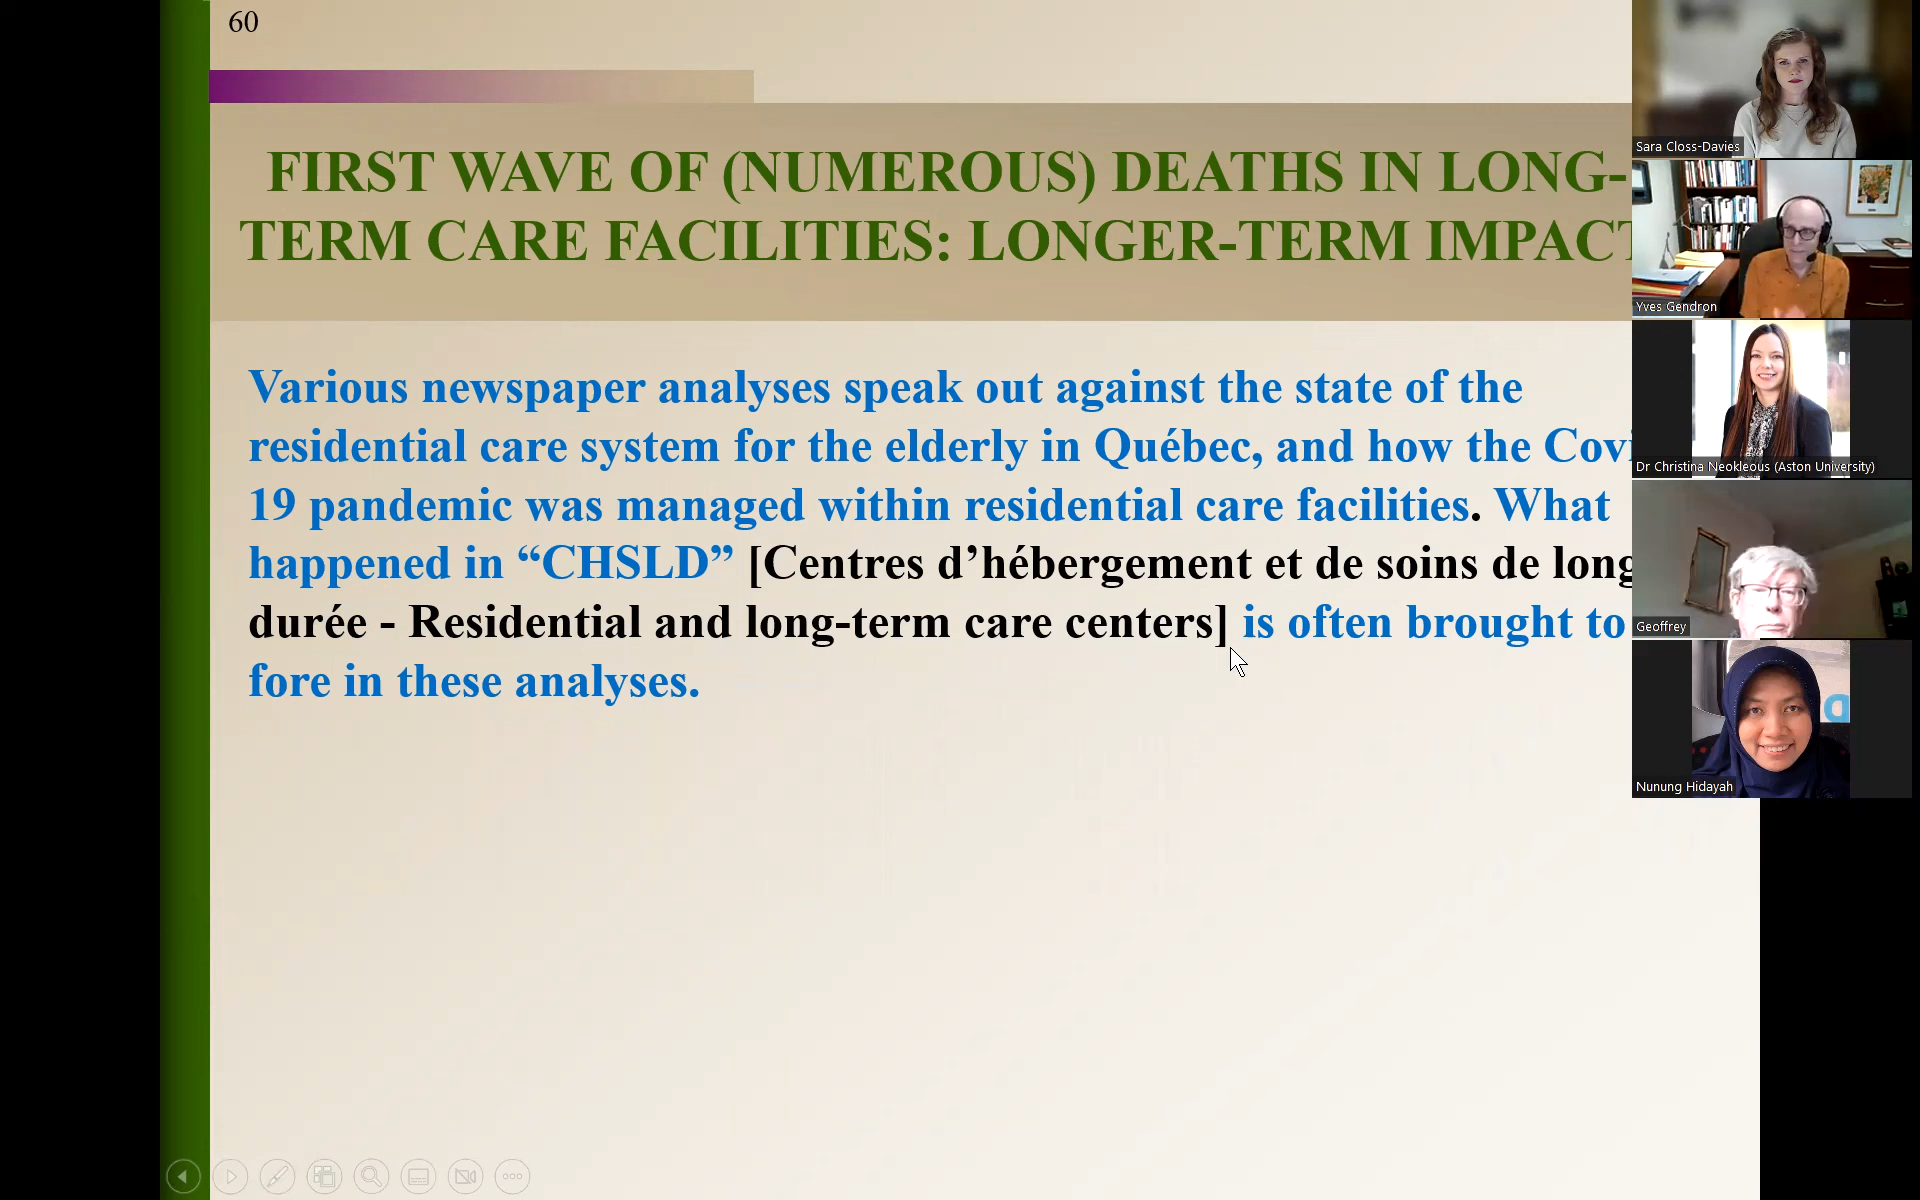 60
FIRST WAVE OF (NUMEROUS) DEATHS IN LONG-
TERM CARE FACILITIES: LONGER-TERM IMPACT
Various newspaper analyses speak out against the state of the
residential care system for the elderly in Québec, and how the Covi
19 pandemic was managed within residential care facilities. What
happened in “CHSLD” [Centres d’hébergement et de soins de long
durée - Residential and long-term care centers] is often brought to
fore in these analyses.
Sara Closs-Davies
Yves Gendron
Dr Christina Neokleous (Aston University)
Geoffrey
Nunung Hidayah